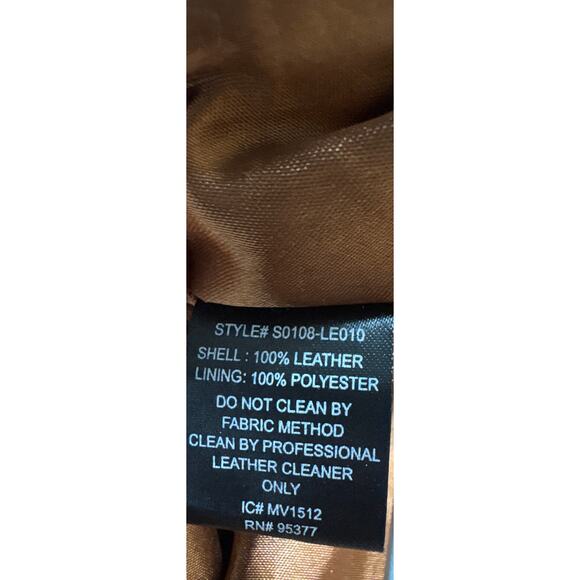 STYLE# S0108-LE010
SHELL : 100% LEATHER
LINING: 100% POLYESTER
DO NOT CLEAN BY
FABRIC METHOD
CLEAN BY PROFESSIONAL
LEATHER CLEANER
ONLY
IC# MV1512
RN# 95377